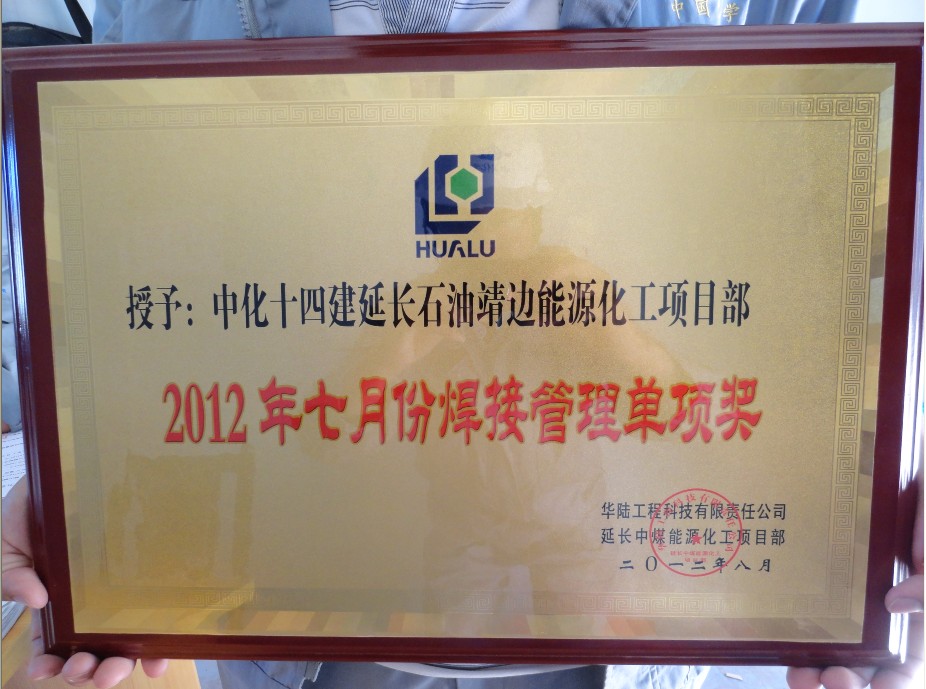 中國学
HUALU
授予：中化十四建延长石油靖边能源化工项目部
2012年七月份焊接管理单项奖
华陆工程科技有限责任公司
延长中煤能源化工项目部
二〇一二年八月